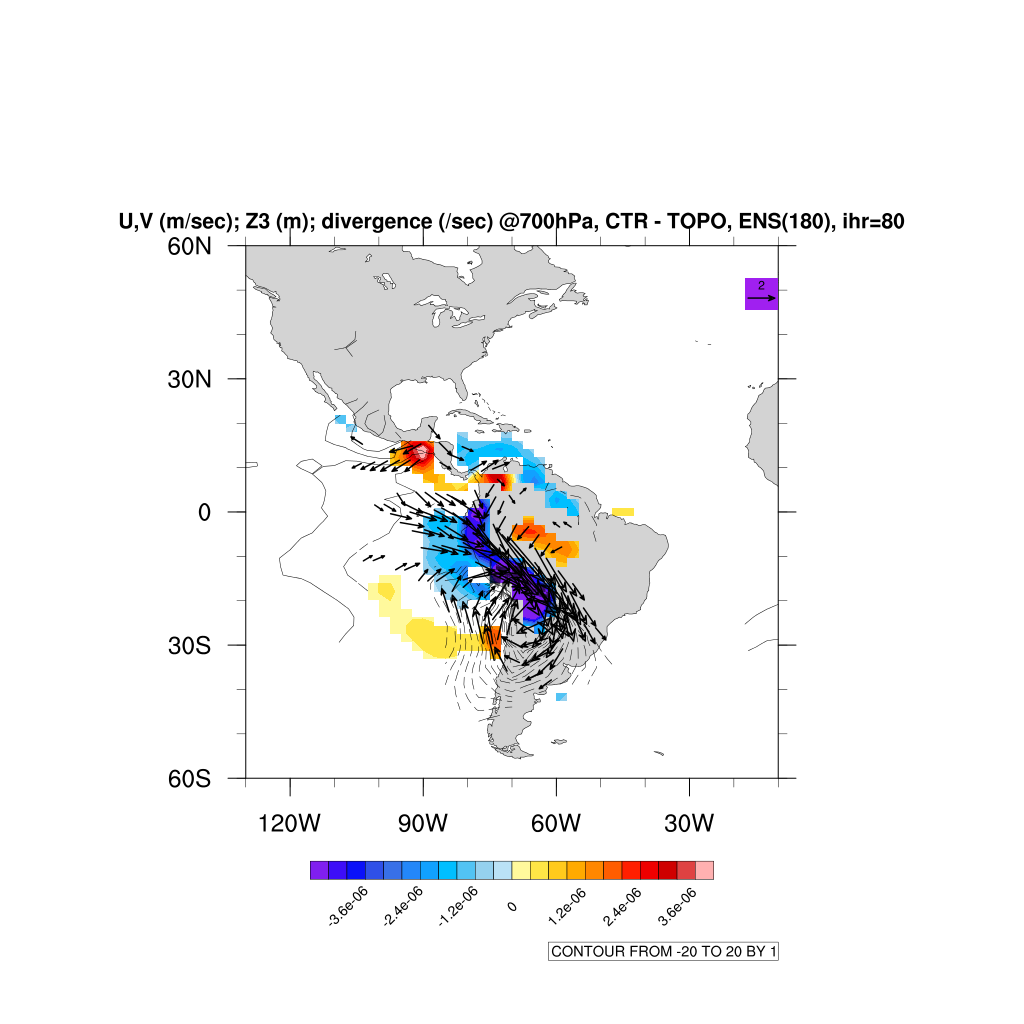 U,V (m/sec); Z3 (m); divergence (/sec) @700hPa, CTR - TOPO, ENS(180), ihr=80
60N
2
30N
0
30S
60S
120W 90W 60W 30W
-3.6e-06 -2.4e-06 -1.2e-06 0 1.2e-06 2.4e-06 3.6e-06
CONTOUR FROM -20 TO 20 BY 1